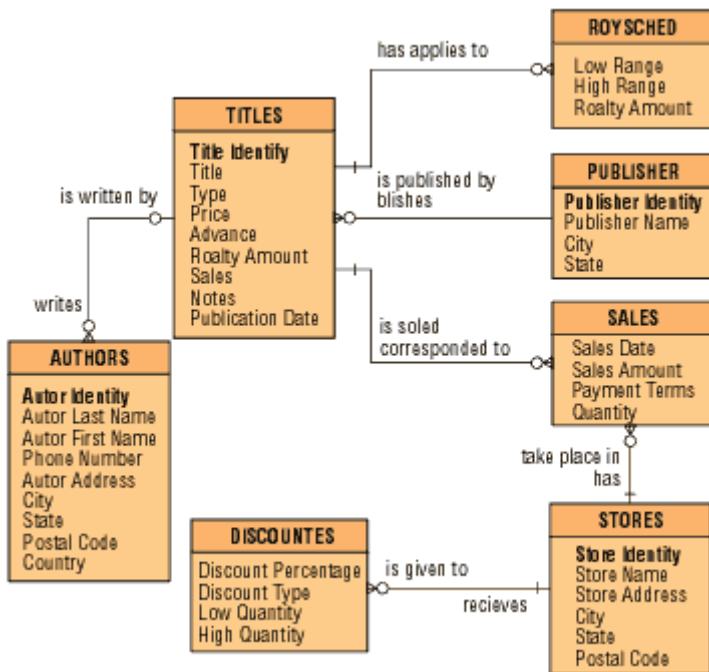 ROYSCHED
Low Range
High Range
Roalty Amount
has applies to
TITLES
Title Identify
Title
Type
Price
Advance
Roalty Amount
Sales
Notes
Publication Date
is published by
blishes
PUBLISHER
Publisher Identity
Publisher Name
City
State
is written by
writes
AUTHORS
Autor Identity
Autor Last Name
Autor First Name
Phone Number
Autor Address
City
State
Postal Code
Country
is soled
corresponded to
SALES
Sales Date
Sales Amount
Payment Terms
Quantity
take place in
has
STORES
Store Identity
Store Name
Store Address
City
State
Postal Code
is given to
recieves
DISCOUNTES
Discount Percentage
Discount Type
Low Quantity
High Quantity